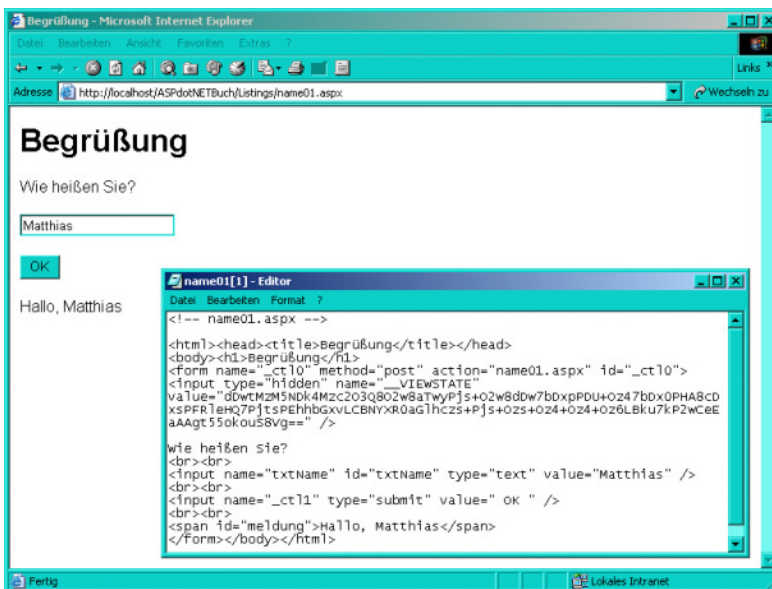 Begrüßung - Microsoft Internet Explorer
Datei Bearbeiten Ansicht Favoriten Extras ?
Links »
Adresse http://localhost/ASPdotNETBuch/Listings/name01.aspx Wechseln zu
Begrüßung
Wie heißen Sie?
Matthias
OK
Hallo, Matthias
name01[1] - Editor
Datei Bearbeiten Format ?
<!-- name01.aspx -->
<html><head><title>Begrüßung</title></head>
<body><h1>Begrüßung</h1>
<form name="_ctl0" method="post" action="name01.aspx" id="_ctl0">
<input type="hidden" name="__VIEWSTATE"
Wie heißen Sie?
<br><br>
<input name="txtName" id="txtName" type="text" value="Matthias" />
<br><br>
<input name="_ctl1" type="submit" value=" OK " />
<br><br>
<span id="meldung">Hallo, Matthias</span>
</form></body></html>
Fertig
Lokales Intranet